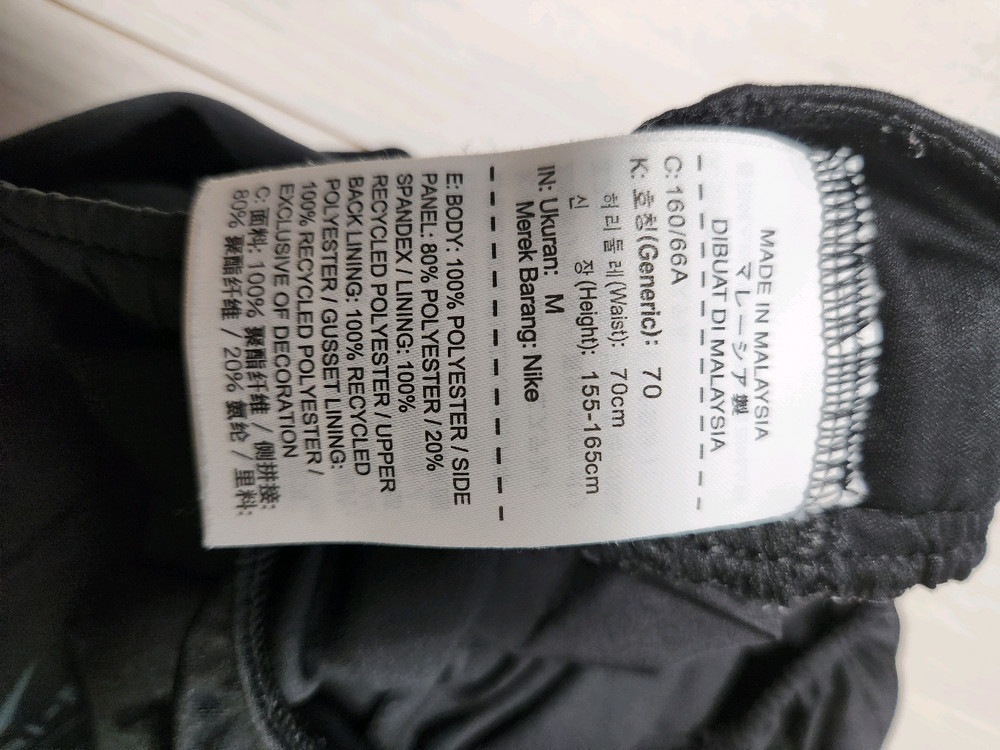 MADE IN MALAYSIA
マレーシア製
DIBUAT DI MALAYSIA
C: 160/66A
K: 호칭(Generic): 70
허리둘레(Waist): 70cm
신 장(Height): 155-165cm
IN: Ukuran: M
Merek Barang: Nike
E: BODY: 100% POLYESTER / SIDE
PANEL: 80% POLYESTER / 20%
SPANDEX / LINING: 100%
RECYCLED POLYESTER / UPPER
BACK LINING: 100% RECYCLED
POLYESTER / GUSSET LINING:
100% RECYCLED POLYESTER /
EXCLUSIVE OF DECORATION
C: 面料: 100% 聚酯纤维 / 侧拼接:
80% 聚酯纤维 / 20% 氨纶 / 里料: